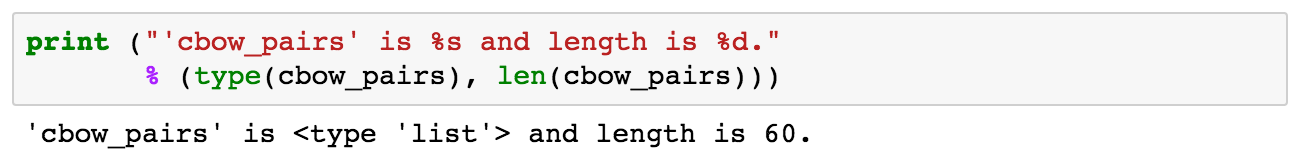 print ("'cbow_pairs' is %s and length is %d."
% (type(cbow_pairs), len(cbow_pairs)))
'cbow_pairs' is <type 'list'> and length is 60.